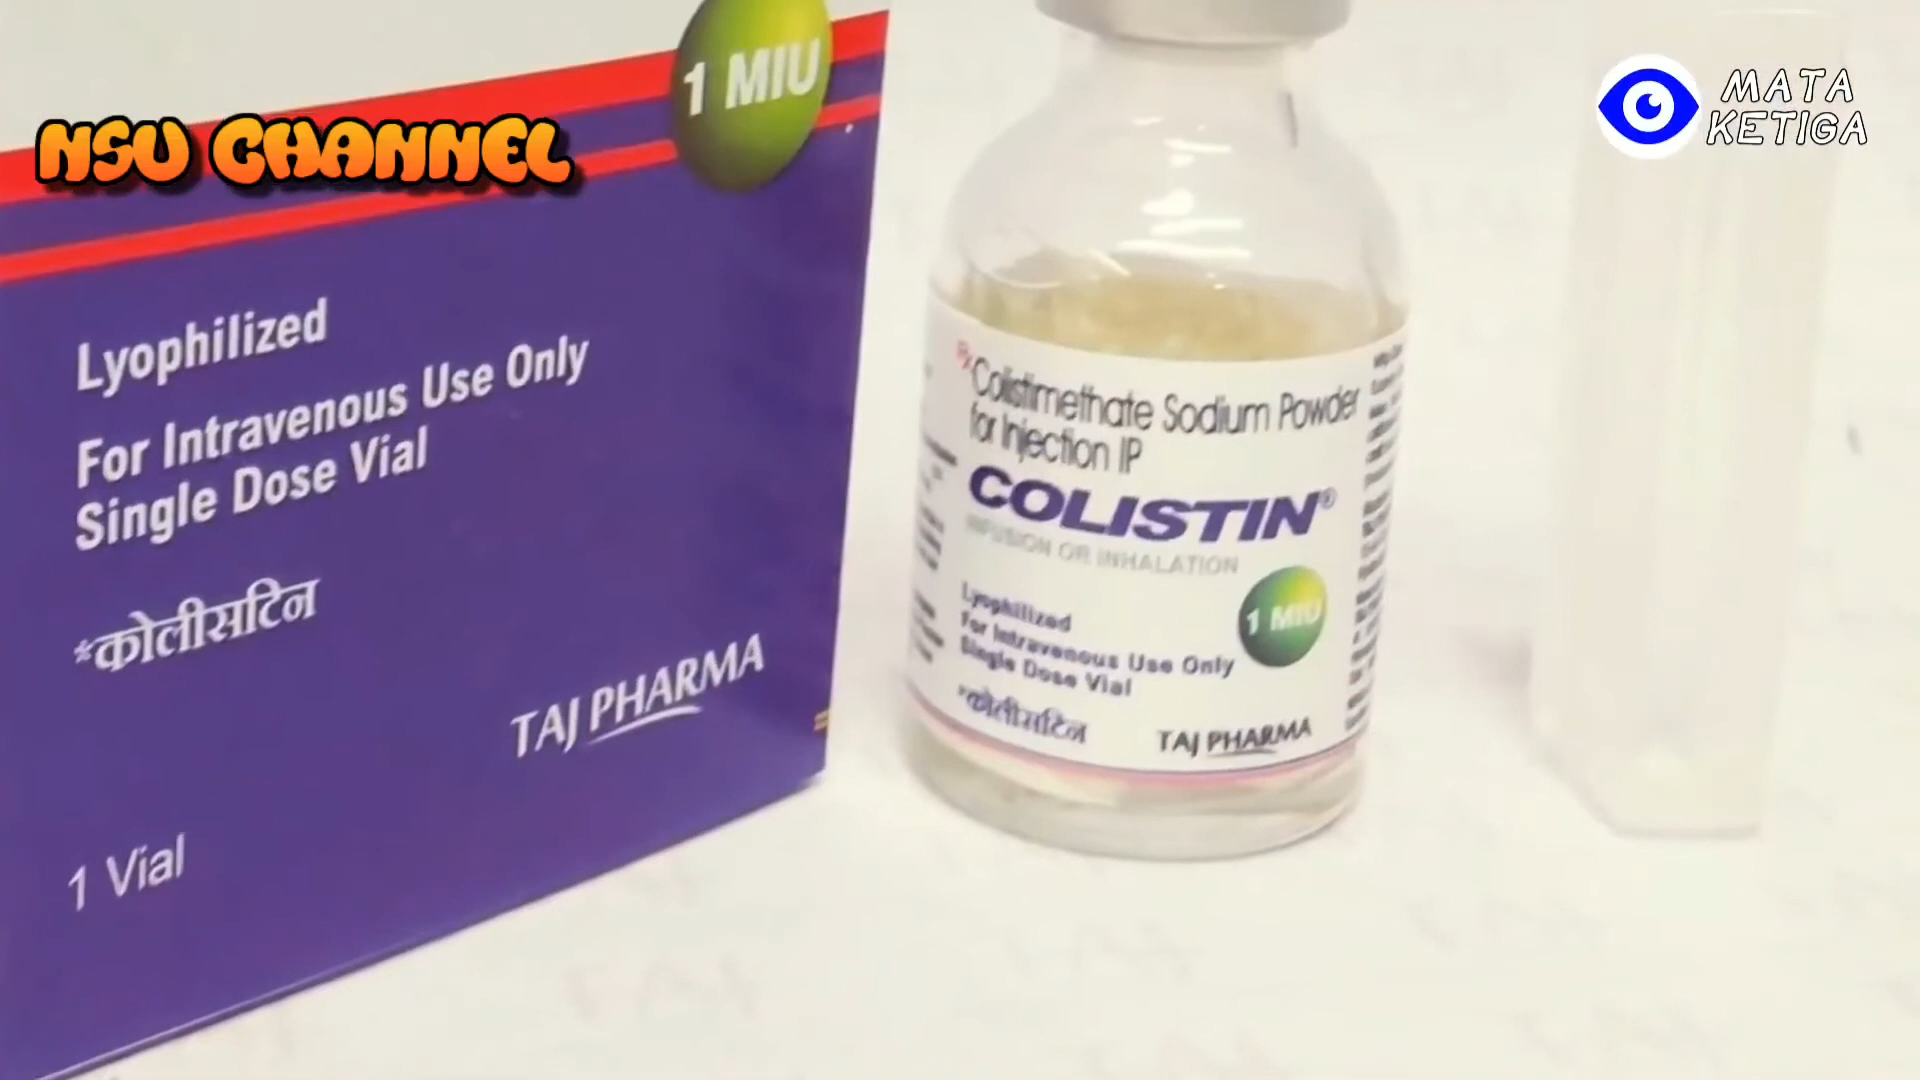 1 MIU
NSU CHANNEL
Lyophilized
For Intravenous Use Only
Single Dose Vial
*कोलीसटिन
TAJ PHARMA
1 Vial
Rx Colistimethate Sodium Powder
for Injection IP
COLISTIN®
INFUSION OR INHALATION
1 MIU
Lyophilized
For Intravenous Use Only
Single Dose Vial
*कोलीसटिन
TAJ PHARMA
MATA
KETIGA